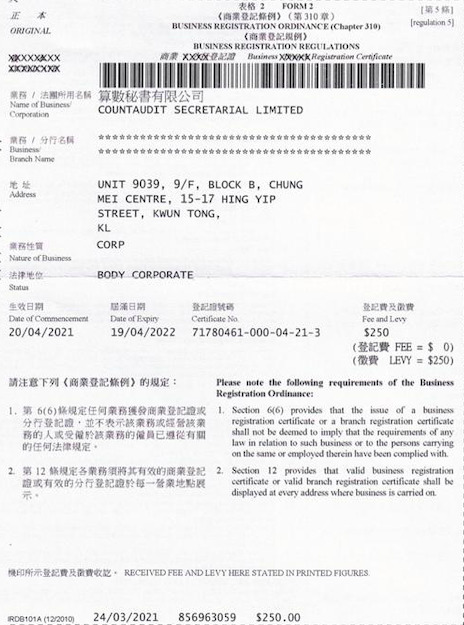 表格 2 FORM 2
[第5條]
正 本
《商業登記條例》(第310章)
ORIGINAL
BUSINESS REGISTRATION ORDINANCE (Chapter 310)
[regulation 5]
《商業登記規例》
BUSINESS REGISTRATION REGULATIONS
商業 登記證 Business Registration Certificate
業務 / 法團所用名稱 算數秘書有限公司
Name of Business/
Corporation COUNTAUDIT SECRETARIAL LIMITED
業務 / 分行名稱 ************************************
Business/
Branch Name ************************************
地址 UNIT 9039, 9/F, BLOCK B, CHUNG
Address MEI CENTRE, 15-17 HING YIP
STREET, KWUN TONG,
KL
業務性質 CORP
Nature of Business
法律地位 BODY CORPORATE
Status
生效日期 屆滿日期 登記證號碼 登記費及徵費
Date of Commencement Date of Expiry Certificate No. Fee and Levy
20/04/2021 19/04/2022 71780461-000-04-21-3 $250
(登記費 FEE = $ 0)
(徵費 LEVY = $250)
請注意下列《商業登記條例》的規定:
1. 第6(6)條規定任何業務獲發商業登記證或
分行登記證,並不表示該業務或經營該業
務的人或受僱於該業務的僱員已遵從有關
的任何法律規定。
2. 第12條規定各業務須將其有效的商業登記
證或有效的分行登記證於每一營業地點展
示。
Please note the following requirements of the Business
Registration Ordinance:
1. Section 6(6) provides that the issue of a business
registration certificate or a branch registration certificate
shall not be deemed to imply that the requirements of any
law in relation to such business or to the persons carrying
on the same or employed therein have been complied with.
2. Section 12 provides that valid business registration
certificate or valid branch registration certificate shall be
displayed at every address where business is carried on.
機印所示登記費及徵費收訖。 RECEIVED FEE AND LEVY HERE STATED IN PRINTED FIGURES.
IRDB101A (12/2010) 24/03/2021 856963059 $250.00